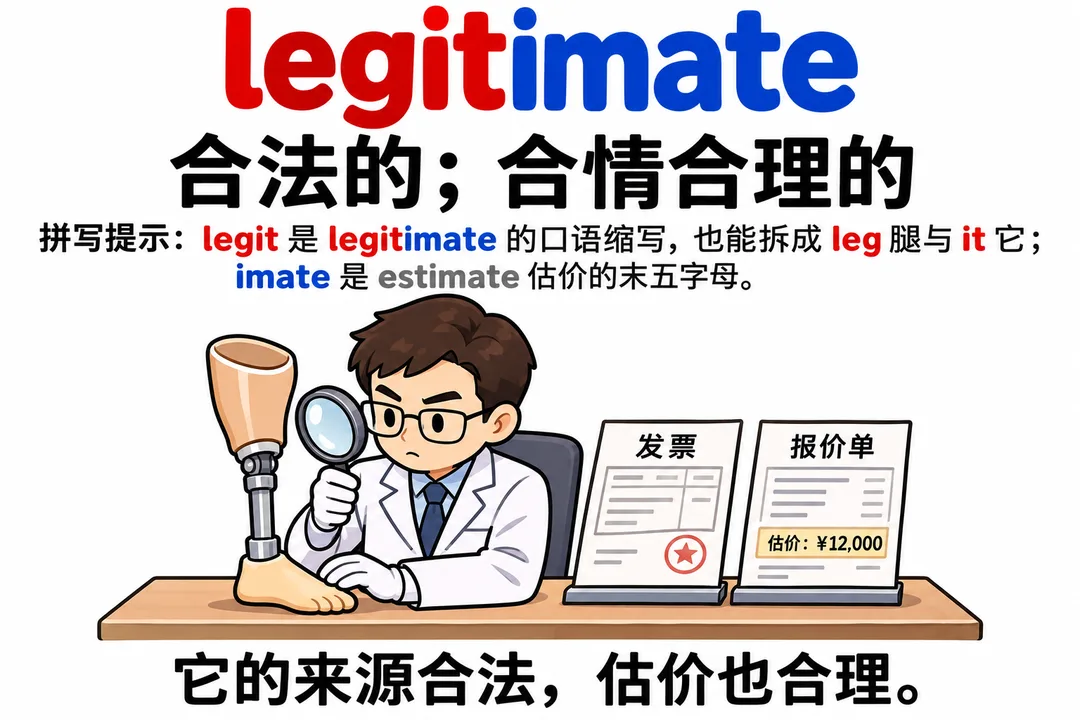 legitimate
合法的；合情合理的
拼写提示：legit 是 legitimate 的口语缩写，也能拆成 leg 腿与 it 它；
imate 是 estimate 估价的末五字母。
发票
报价单
估价：¥12,000
它的来源合法，估价也合理。